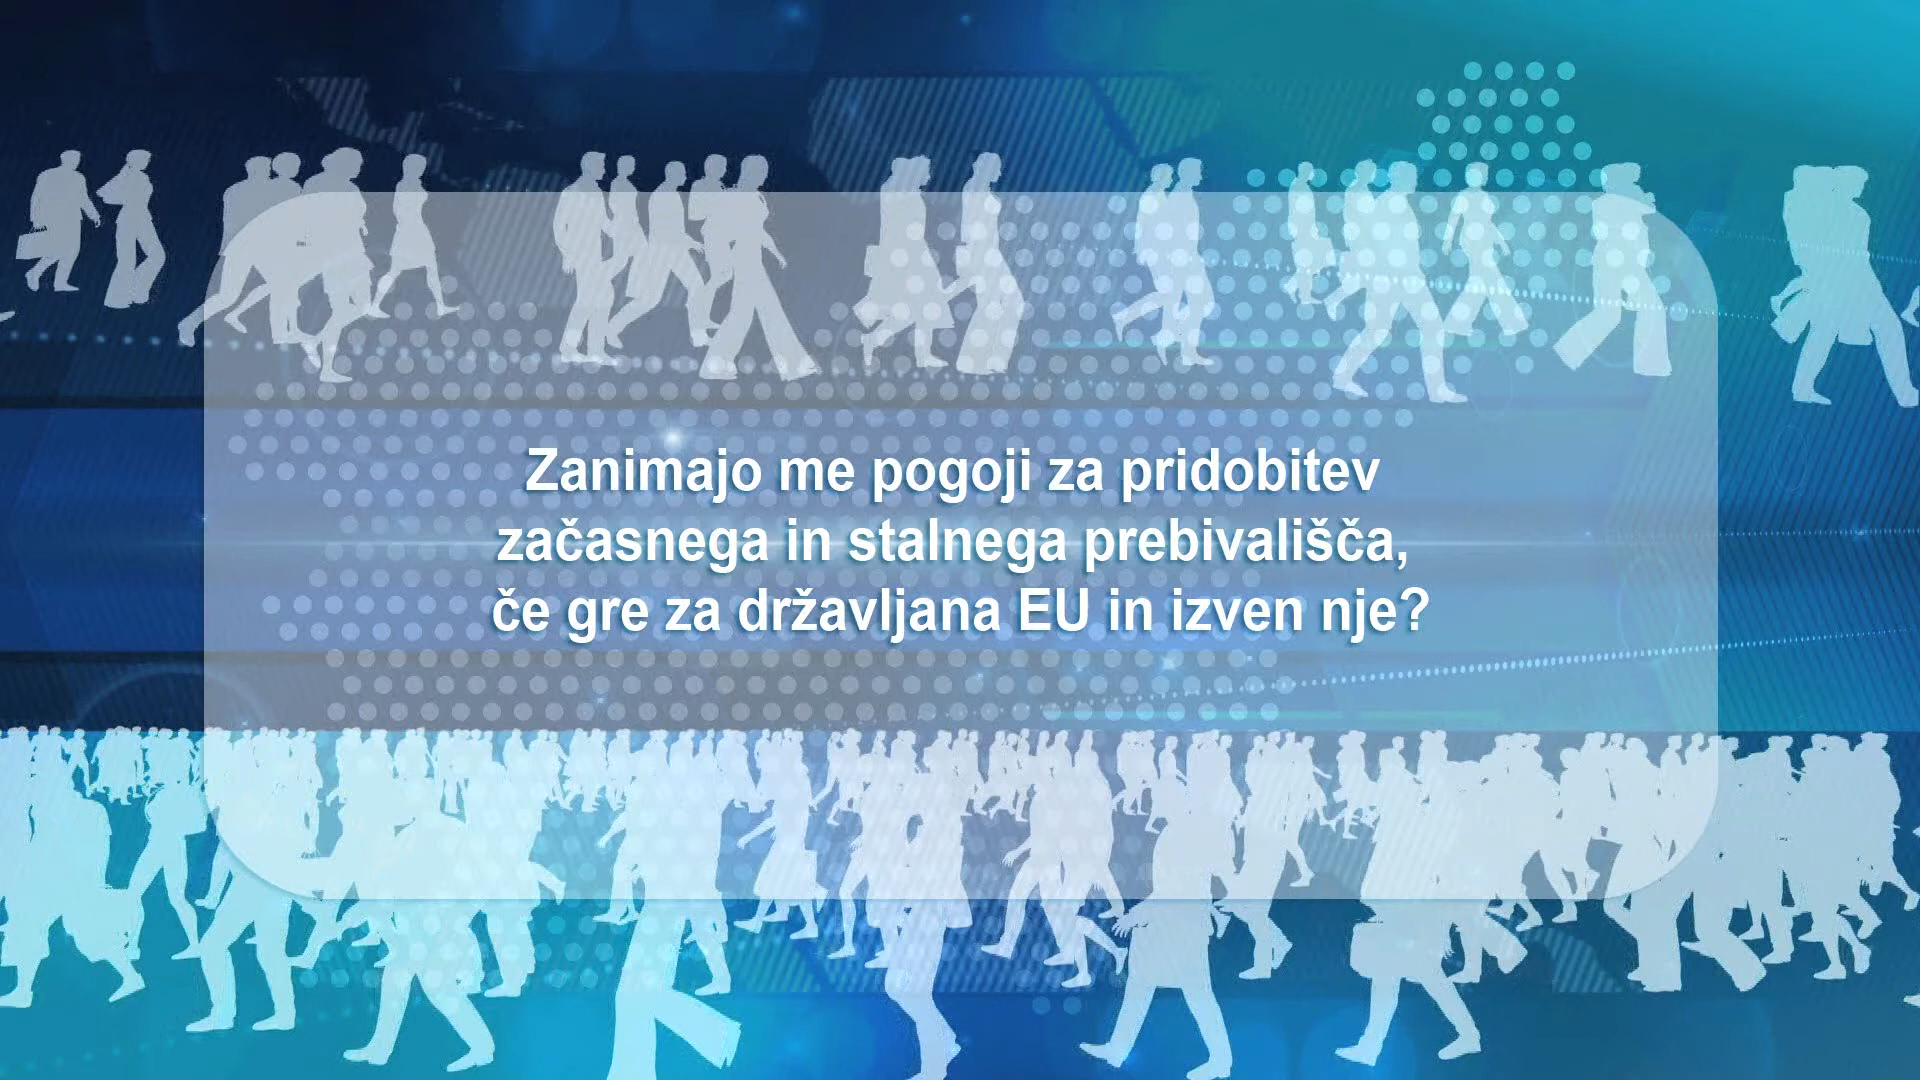 Zanimajo me pogoji za pridobitev
začasnega in stalnega prebivališča,
če gre za državljana EU in izven nje?